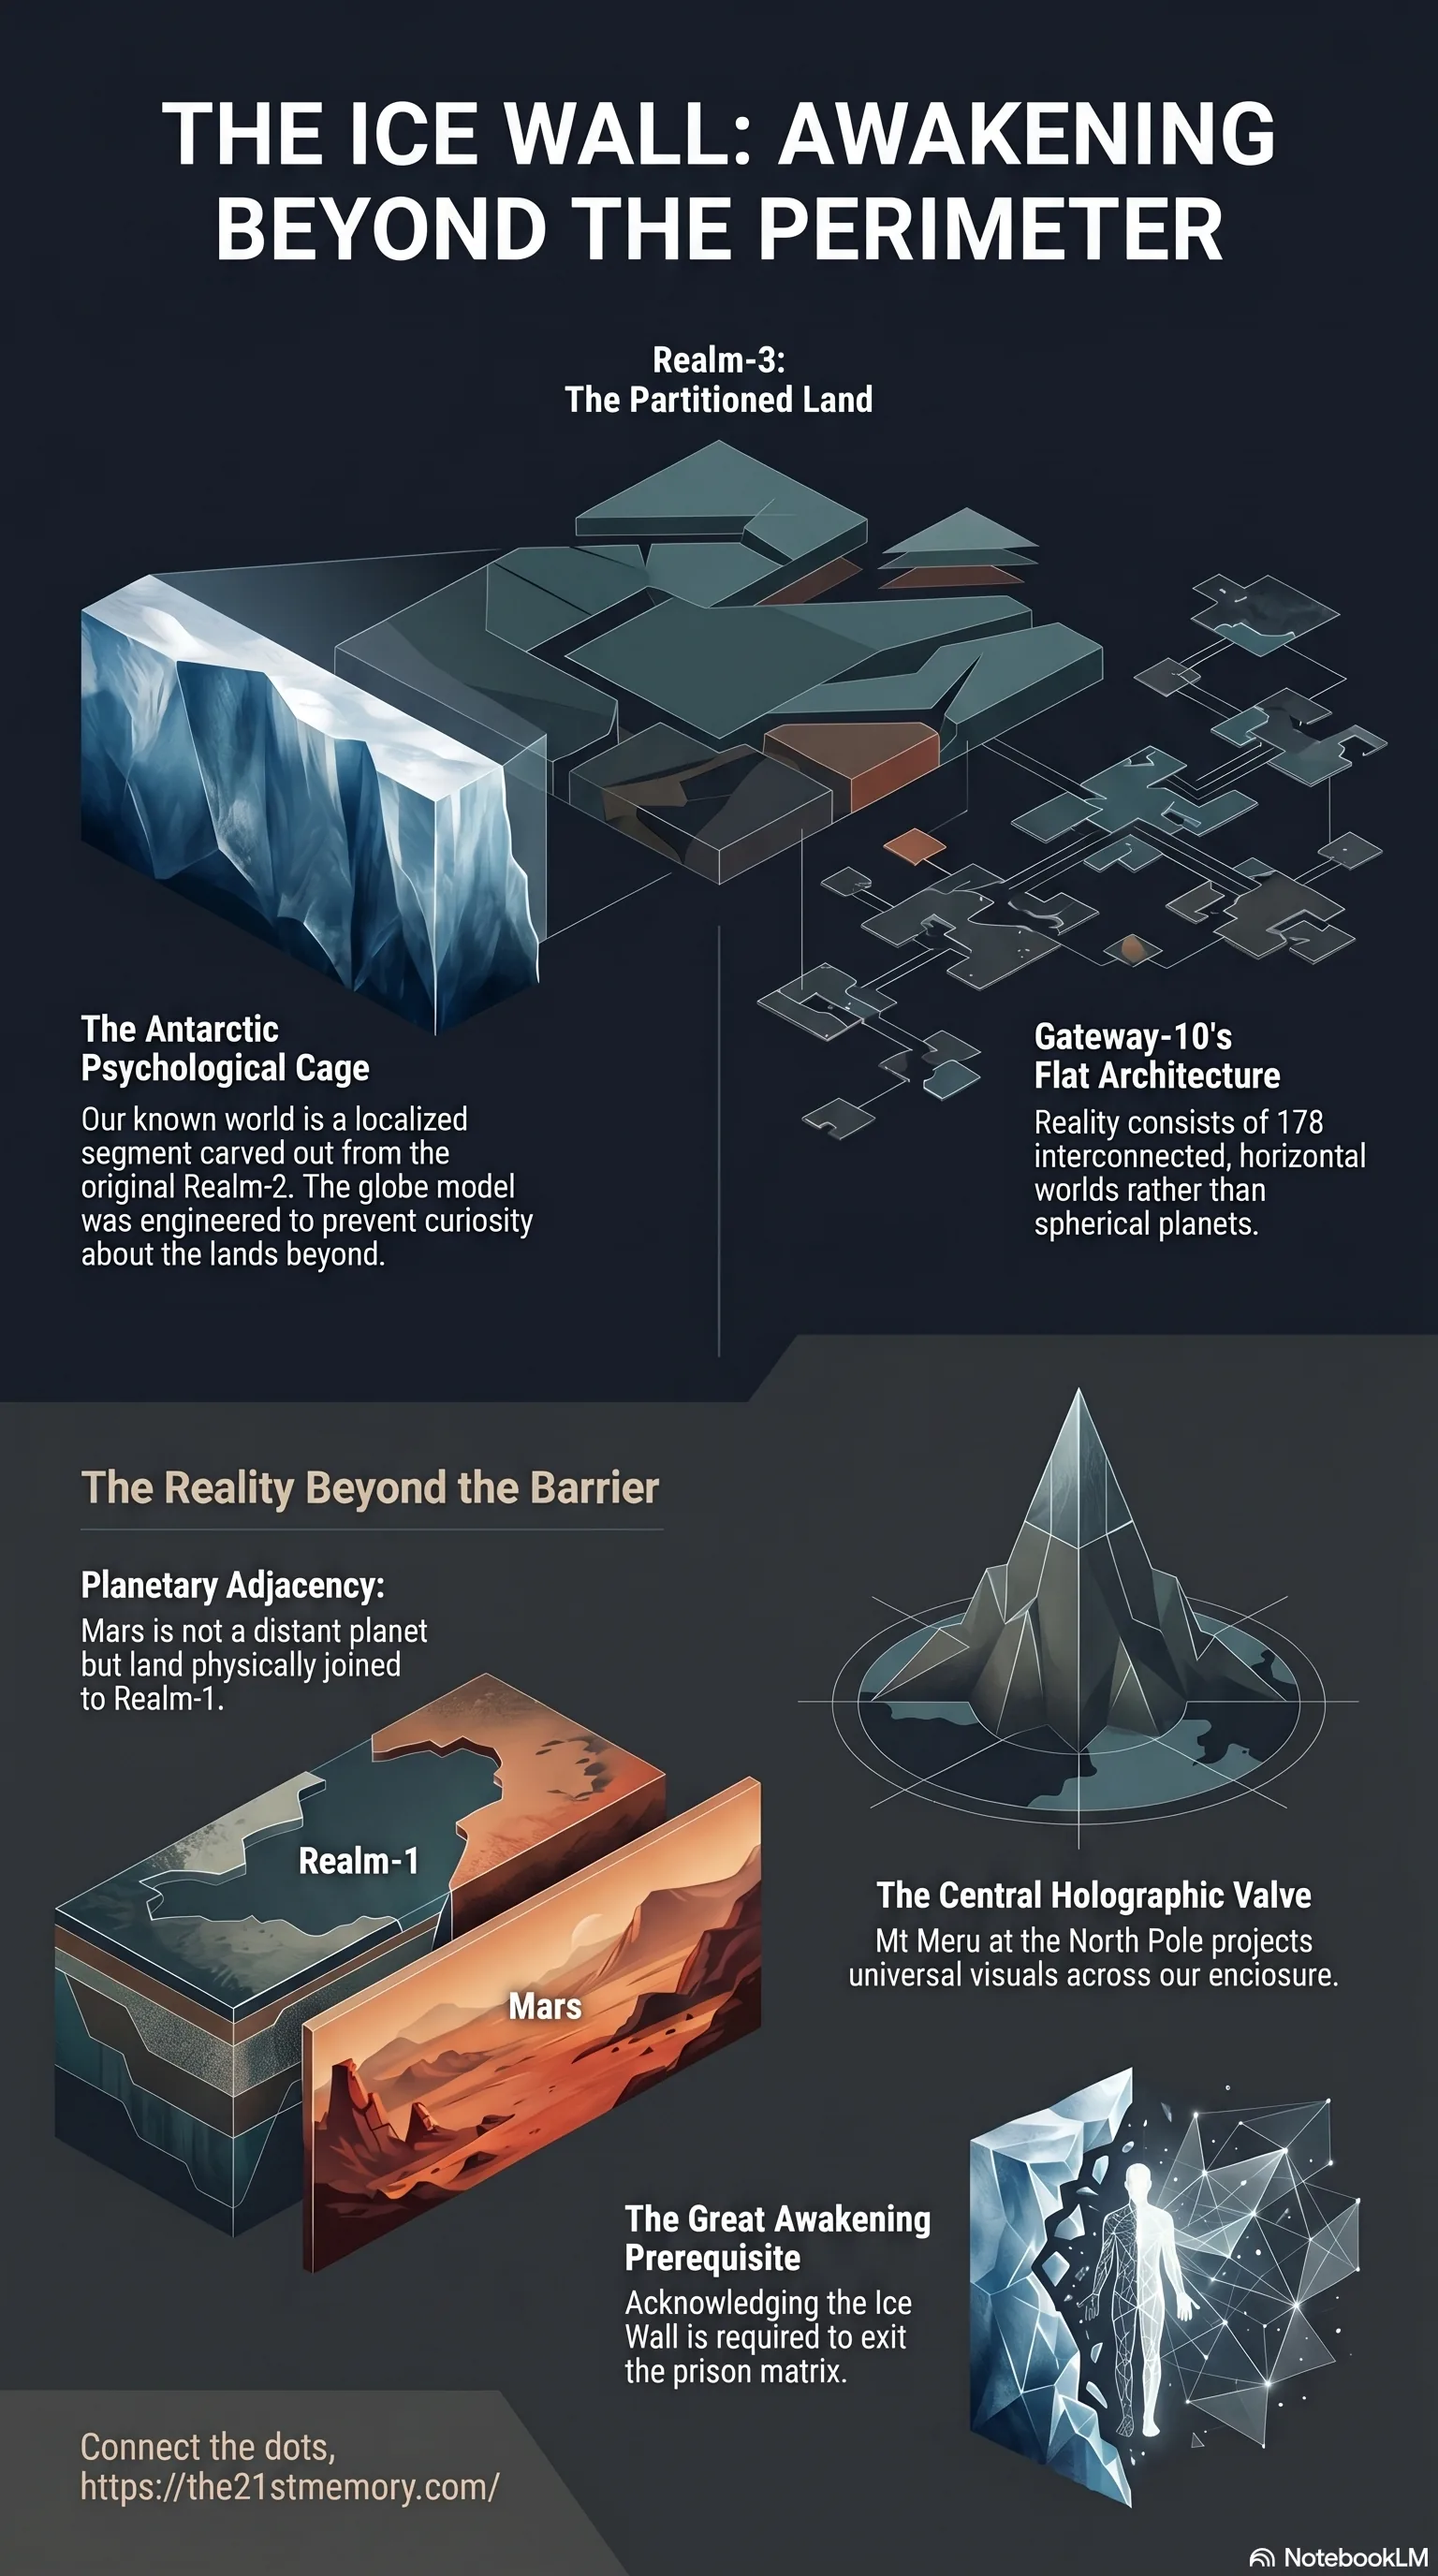 THE ICE WALL: AWAKENING
BEYOND THE PERIMETER
Realm-3:
The Partitioned Land
The Antarctic
Psychological Cage
Our known world is a localized
segment carved out from the
original Realm-2. The globe model
was engineered to prevent curiosity
about the lands beyond.
Gateway-10's
Flat Architecture
Reality consists of 178
interconnected, horizontal
worlds rather than
spherical planets.
The Reality Beyond the Barrier
Planetary Adjacency:
Mars is not a distant planet
but land physically joined
to Realm-1.
Realm-1
Mars
The Central Holographic Valve
Mt Meru at the North Pole projects
universal visuals across our enciosure.
The Great Awakening
Prerequisite
Acknowledging the Ice
Wall is required to exit
the prison matrix.
Connect the dots,
https://the21stmemory.com/
NotebookLM